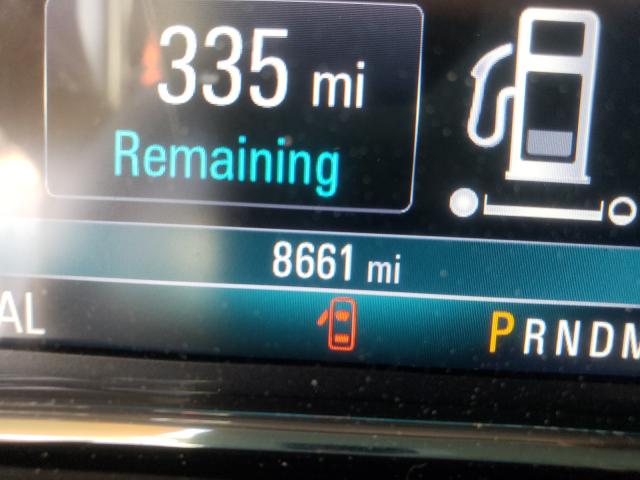 335 mi
Remaining
8661 mi
AL
PRNDM